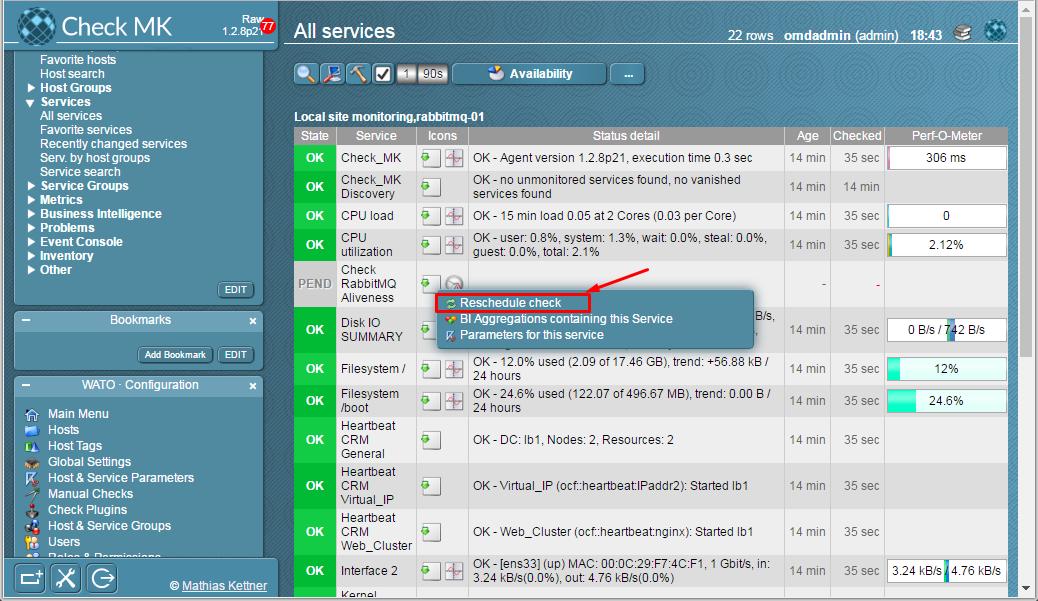 Check MK
Raw
1.2.8p21
77
All services
22 rows omdadmin (admin) 18:43
Favorite hosts
Host search
Host Groups
Services
All services
Favorite services
Recently changed services
Serv. by host groups
Service search
Service Groups
Metrics
Business Intelligence
Problems
Event Console
Inventory
Other
EDIT
Bookmarks
Add Bookmark EDIT
WATO · Configuration
Main Menu
Hosts
Host Tags
Global Settings
Host & Service Parameters
Manual Checks
Check Plugins
Host & Service Groups
Users
Roles & Permissions
© Mathias Kettner
1 90s Availability ...
Local site monitoring,rabbitmq-01
State Service Icons Status detail Age Checked Perf-O-Meter
OK Check_MK OK - Agent version 1.2.8p21, execution time 0.3 sec 14 min 35 sec 306 ms
OK Check_MK Discovery OK - no unmonitored services found, no vanished
services found 14 min 14 min
OK CPU load OK - 15 min load 0.05 at 2 Cores (0.03 per Core) 14 min 35 sec 0
OK CPU utilization OK - user: 0.8%, system: 1.3%, wait: 0.0%, steal: 0.0%,
guest: 0.0%, total: 2.1% 14 min 35 sec 2.12%
PEND Check
RabbitMQ
Aliveness - -
Reschedule check
BI Aggregations containing this Service
Parameters for this service
OK Disk IO
SUMMARY B/s, 14 min 35 sec 0 B/s / 742 B/s
OK Filesystem / OK - 12.0% used (2.09 of 17.46 GB), trend: +56.88 kB /
24 hours 14 min 35 sec 12%
OK Filesystem
/boot OK - 24.6% used (122.07 of 496.67 MB), trend: 0.00 B /
24 hours 14 min 35 sec 24.6%
OK Heartbeat
CRM
General OK - DC: lb1, Nodes: 2, Resources: 2 14 min 35 sec
OK Heartbeat
CRM
Virtual_IP OK - Virtual_IP (ocf::heartbeat:IPaddr2): Started lb1 14 min 35 sec
OK Heartbeat
CRM
Web_Cluster OK - Web_Cluster (ocf::heartbeat:nginx): Started lb1 14 min 35 sec
OK Interface 2 OK - [ens33] (up) MAC: 00:0C:29:F7:4C:F1, 1 Gbit/s, in:
3.24 kB/s(0.0%), out: 4.76 kB/s(0.0%) 14 min 35 sec 3.24 kB/s / 4.76 kB/s
Kernel